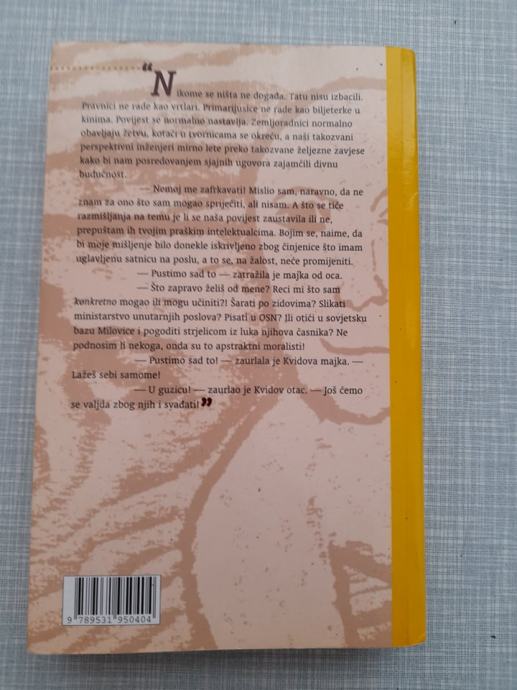 “Nikome se ništa ne događa. Tatu nisu izbacili.
Pravnici ne rade kao vrtlari. Primarijusice ne rade kao biljeterke u
kinima. Povijest se normalno nastavlja. Zemljoradnici normalno
obavljaju žetvu, kotači u tvornicama se okreću, a naši takozvani
perspektivni inženjeri mirno lete preko takozvane željezne zavjese
kako bi nam posredovanjem sjajnih ugovora zajamčili divnu
budućnost.
— Nemoj me zafrkavati! Mislio sam, naravno, da ne
znam za ono što sam mogao spriječiti, ali nisam. A što se tiče
razmišljanja na temu je li se naša povijest zaustavila ili ne,
prepuštam ih tvojim praškim intelektualcima. Bojim se, naime, da
bi moje mišljenje bilo donekle iskrivljeno zbog činjenice što imam
uglavljenu satnicu na poslu, a to se, na žalost, neće promijeniti.
— Pustimo sad to — zatražila je majka od oca.
— Što zapravo želiš od mene? Reci mi što sam
konkretno mogao ili mogu učiniti?! Šarati po zidovima? Slikati
ministarstvo unutarnjih poslova? Pisati u OSN? Ili otići u sovjetsku
bazu Milovice i pogoditi strjelicom iz luka njihova časnika? Ne
podnosim li nekoga, onda su to apstraktni moralisti!
— Pustimo sad to! — zaurlala je Kvidova majka. —
Lažeš sebi samome!
— U guzicu! — zaurlao je Kvidov otac. — Još ćemo
se valjda zbog njih i svađati!”
9 789531 950404